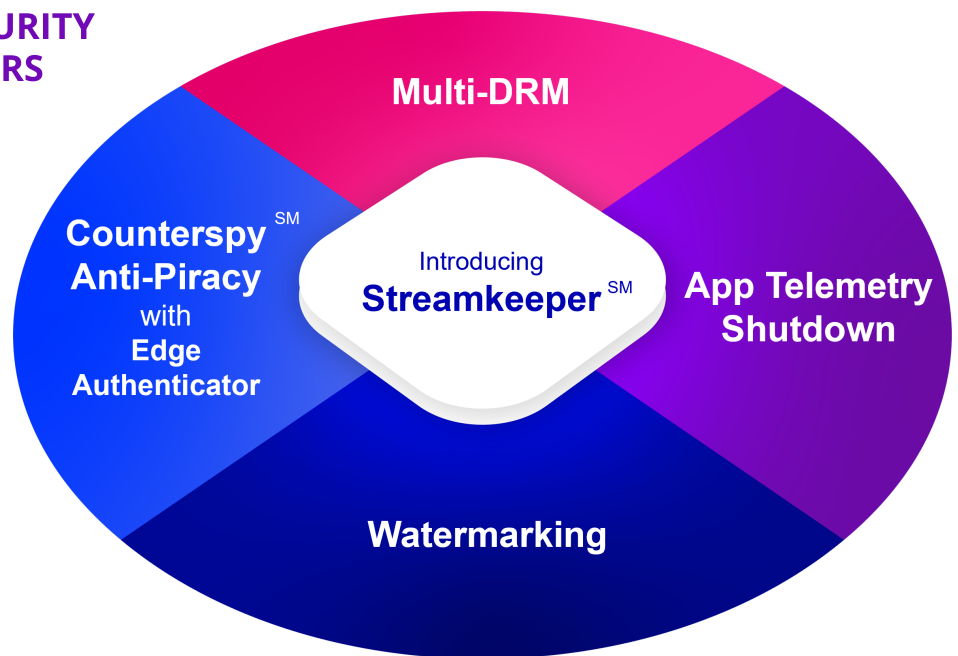 URITY
RS
Multi-DRM
Counterspy SM
Anti-Piracy
with
Edge
Authenticator
Introducing
Streamkeeper SM
App Telemetry
Shutdown
Watermarking